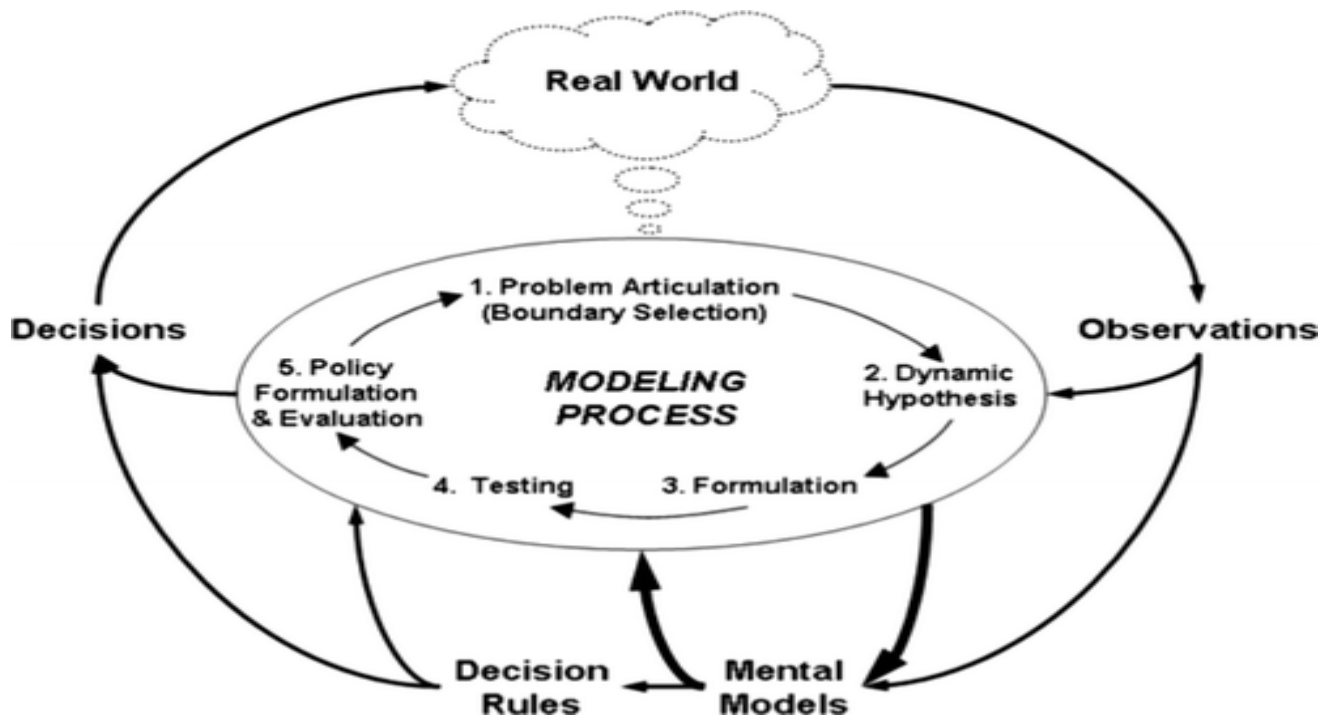 Real World
1. Problem Articulation
(Boundary Selection)
Decisions
Observations
5. Policy
Formulation
& Evaluation
MODELING
PROCESS
2. Dynamic
Hypothesis
4. Testing
3. Formulation
Decision
Rules
Mental
Models